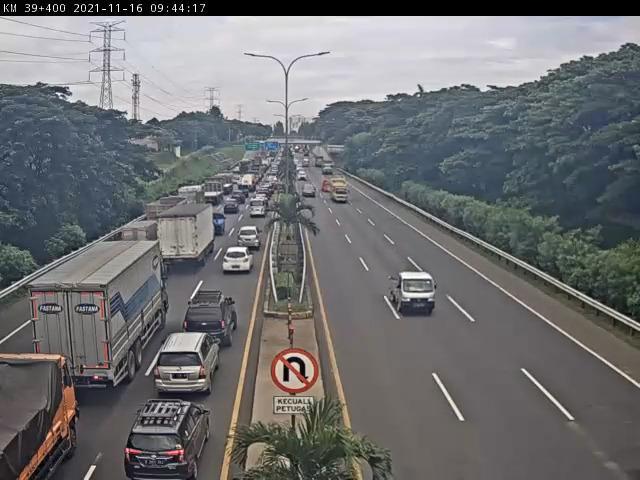 KM 39+400 2021-11-16 09:44:17
FASTANA
FASTANA
KECUALI
PETUGAS